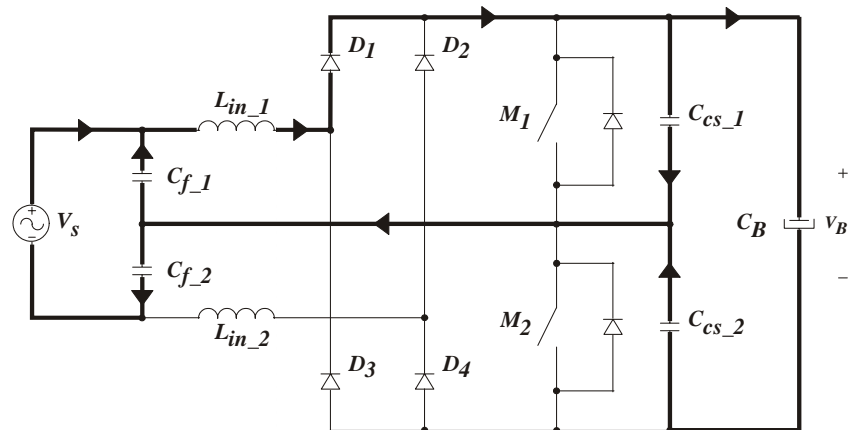 D1
D2
Lin_1
M1
Ccs_1
Cf_1
+
Vs
-
+
CB
VB
-
Cf_2
Lin_2
M2
Ccs_2
D3
D4